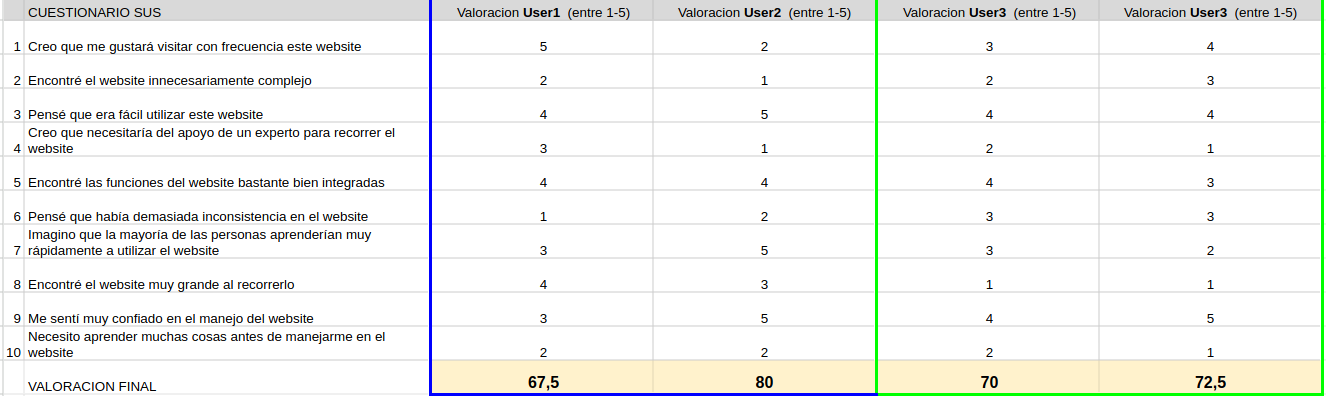 CUESTIONARIO SUS Valoracion User1 (entre 1-5) Valoracion User2 (entre 1-5) Valoracion User3 (entre 1-5) Valoracion User3 (entre 1-5)
1 Creo que me gustará visitar con frecuencia este website 5 2 3 4
2 Encontré el website innecesariamente complejo 2 1 2 3
3 Pensé que era fácil utilizar este website 4 5 4 4
Creo que necesitaría del apoyo de un experto para recorrer el
4 website 3 1 2 1
5 Encontré las funciones del website bastante bien integradas 4 4 4 3
6 Pensé que había demasiada inconsistencia en el website 1 2 3 3
Imagino que la mayoría de las personas aprenderían muy
7 rápidamente a utilizar el website 3 5 3 2
8 Encontré el website muy grande al recorrerlo 4 3 1 1
9 Me sentí muy confiado en el manejo del website 3 5 4 5
Necesito aprender muchas cosas antes de manejarme en el
10 website 2 2 2 1
VALORACION FINAL 67,5 80 70 72,5